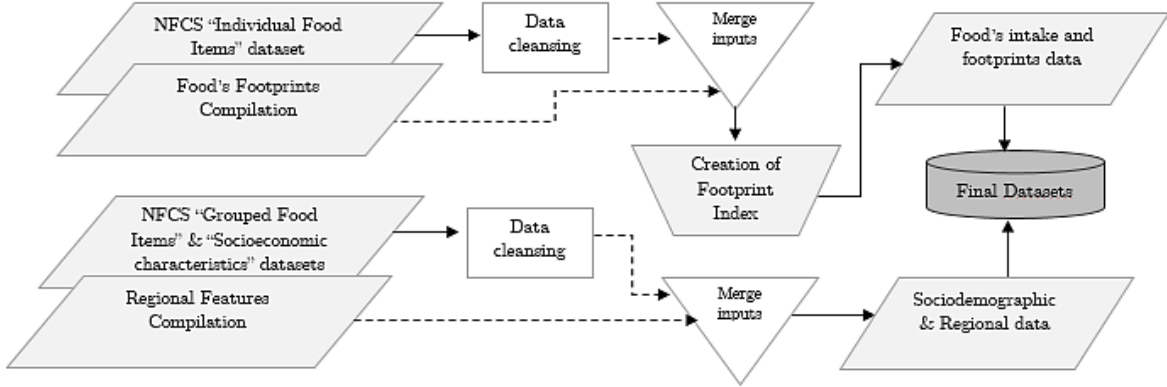 NFCS “Individual Food
Items” dataset
Data
cleansing
Merge
inputs
Food's intake and
footprints data
Food's Footprints
Compilation
Creation of
Footprint
Index
Final Datasets
NFCS “Grouped Food
Items” & “Socioeconomic
characteristics” datasets
Data
cleansing
Regional Features
Compilation
Merge
inputs
Sociodemographic
& Regional data